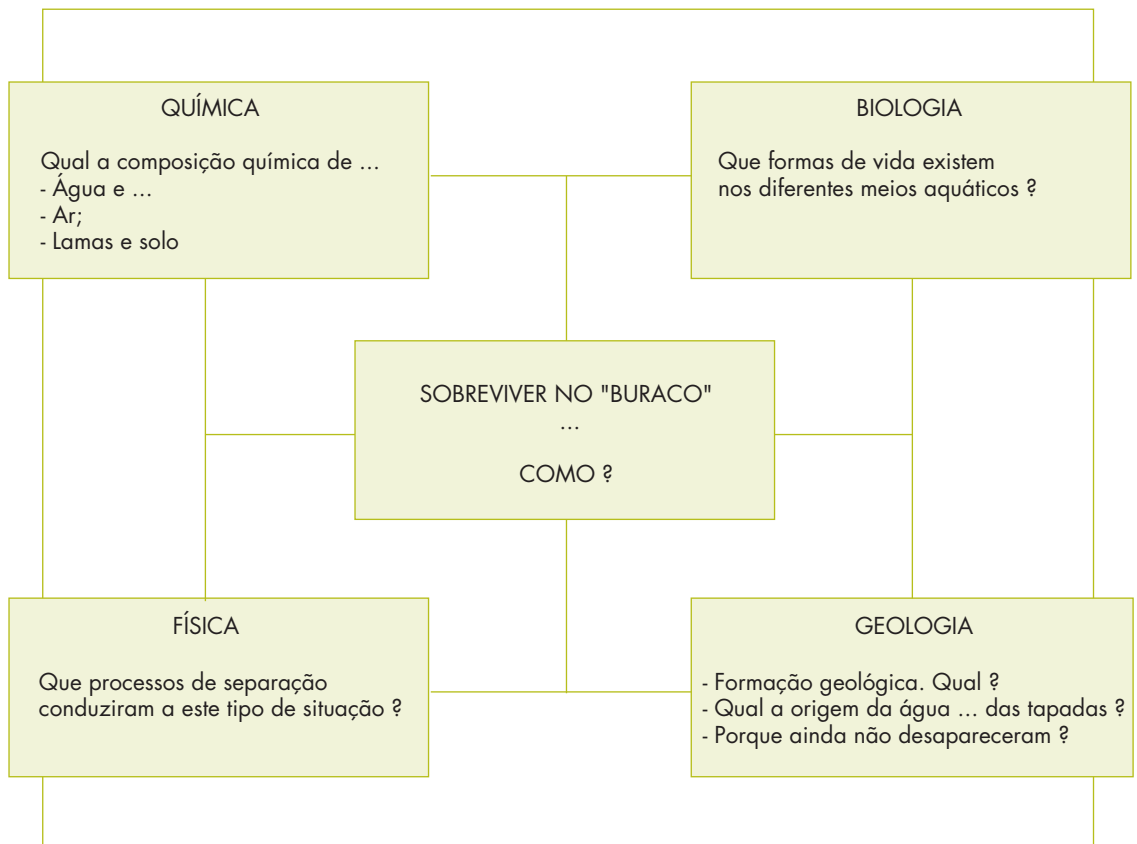 QUÍMICA
Qual a composição química de ...
- Água e ...
- Ar;
- Lamas e solo
BIOLOGIA
Que formas de vida existem
nos diferentes meios aquáticos ?
SOBREVIVER NO "BURACO"
...
COMO ?
FÍSICA
Que processos de separação
conduziram a este tipo de situação ?
GEOLOGIA
- Formação geológica. Qual ?
- Qual a origem da água ... das tapadas ?
- Porque ainda não desapareceram ?